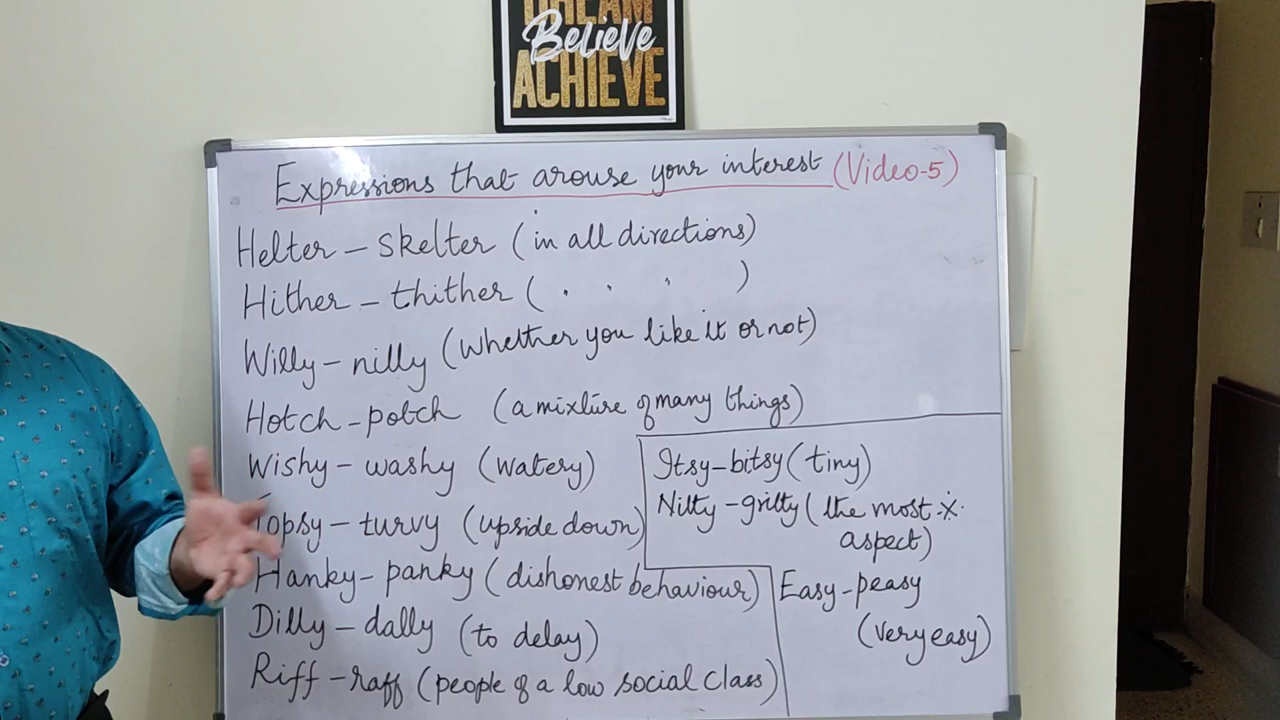 DREAM
Believe
ACHIEVE
Expressions that arouse your interest (Video-5)
Helter - skelter (in all directions)
Hither - thither ( " " " )
Willy - nilly (whether you like it or not)
Hotch - potch (a mixture of many things)
Wishy - washy (watery)
Topsy - turvy (upside down)
Hanky - panky (dishonest behaviour)
Dilly - dally (to delay)
Riff - raff (people of a low social class)
Itsy - bitsy (tiny)
Nitty - gritty (the most ※
aspect)
Easy - peasy
(very easy)